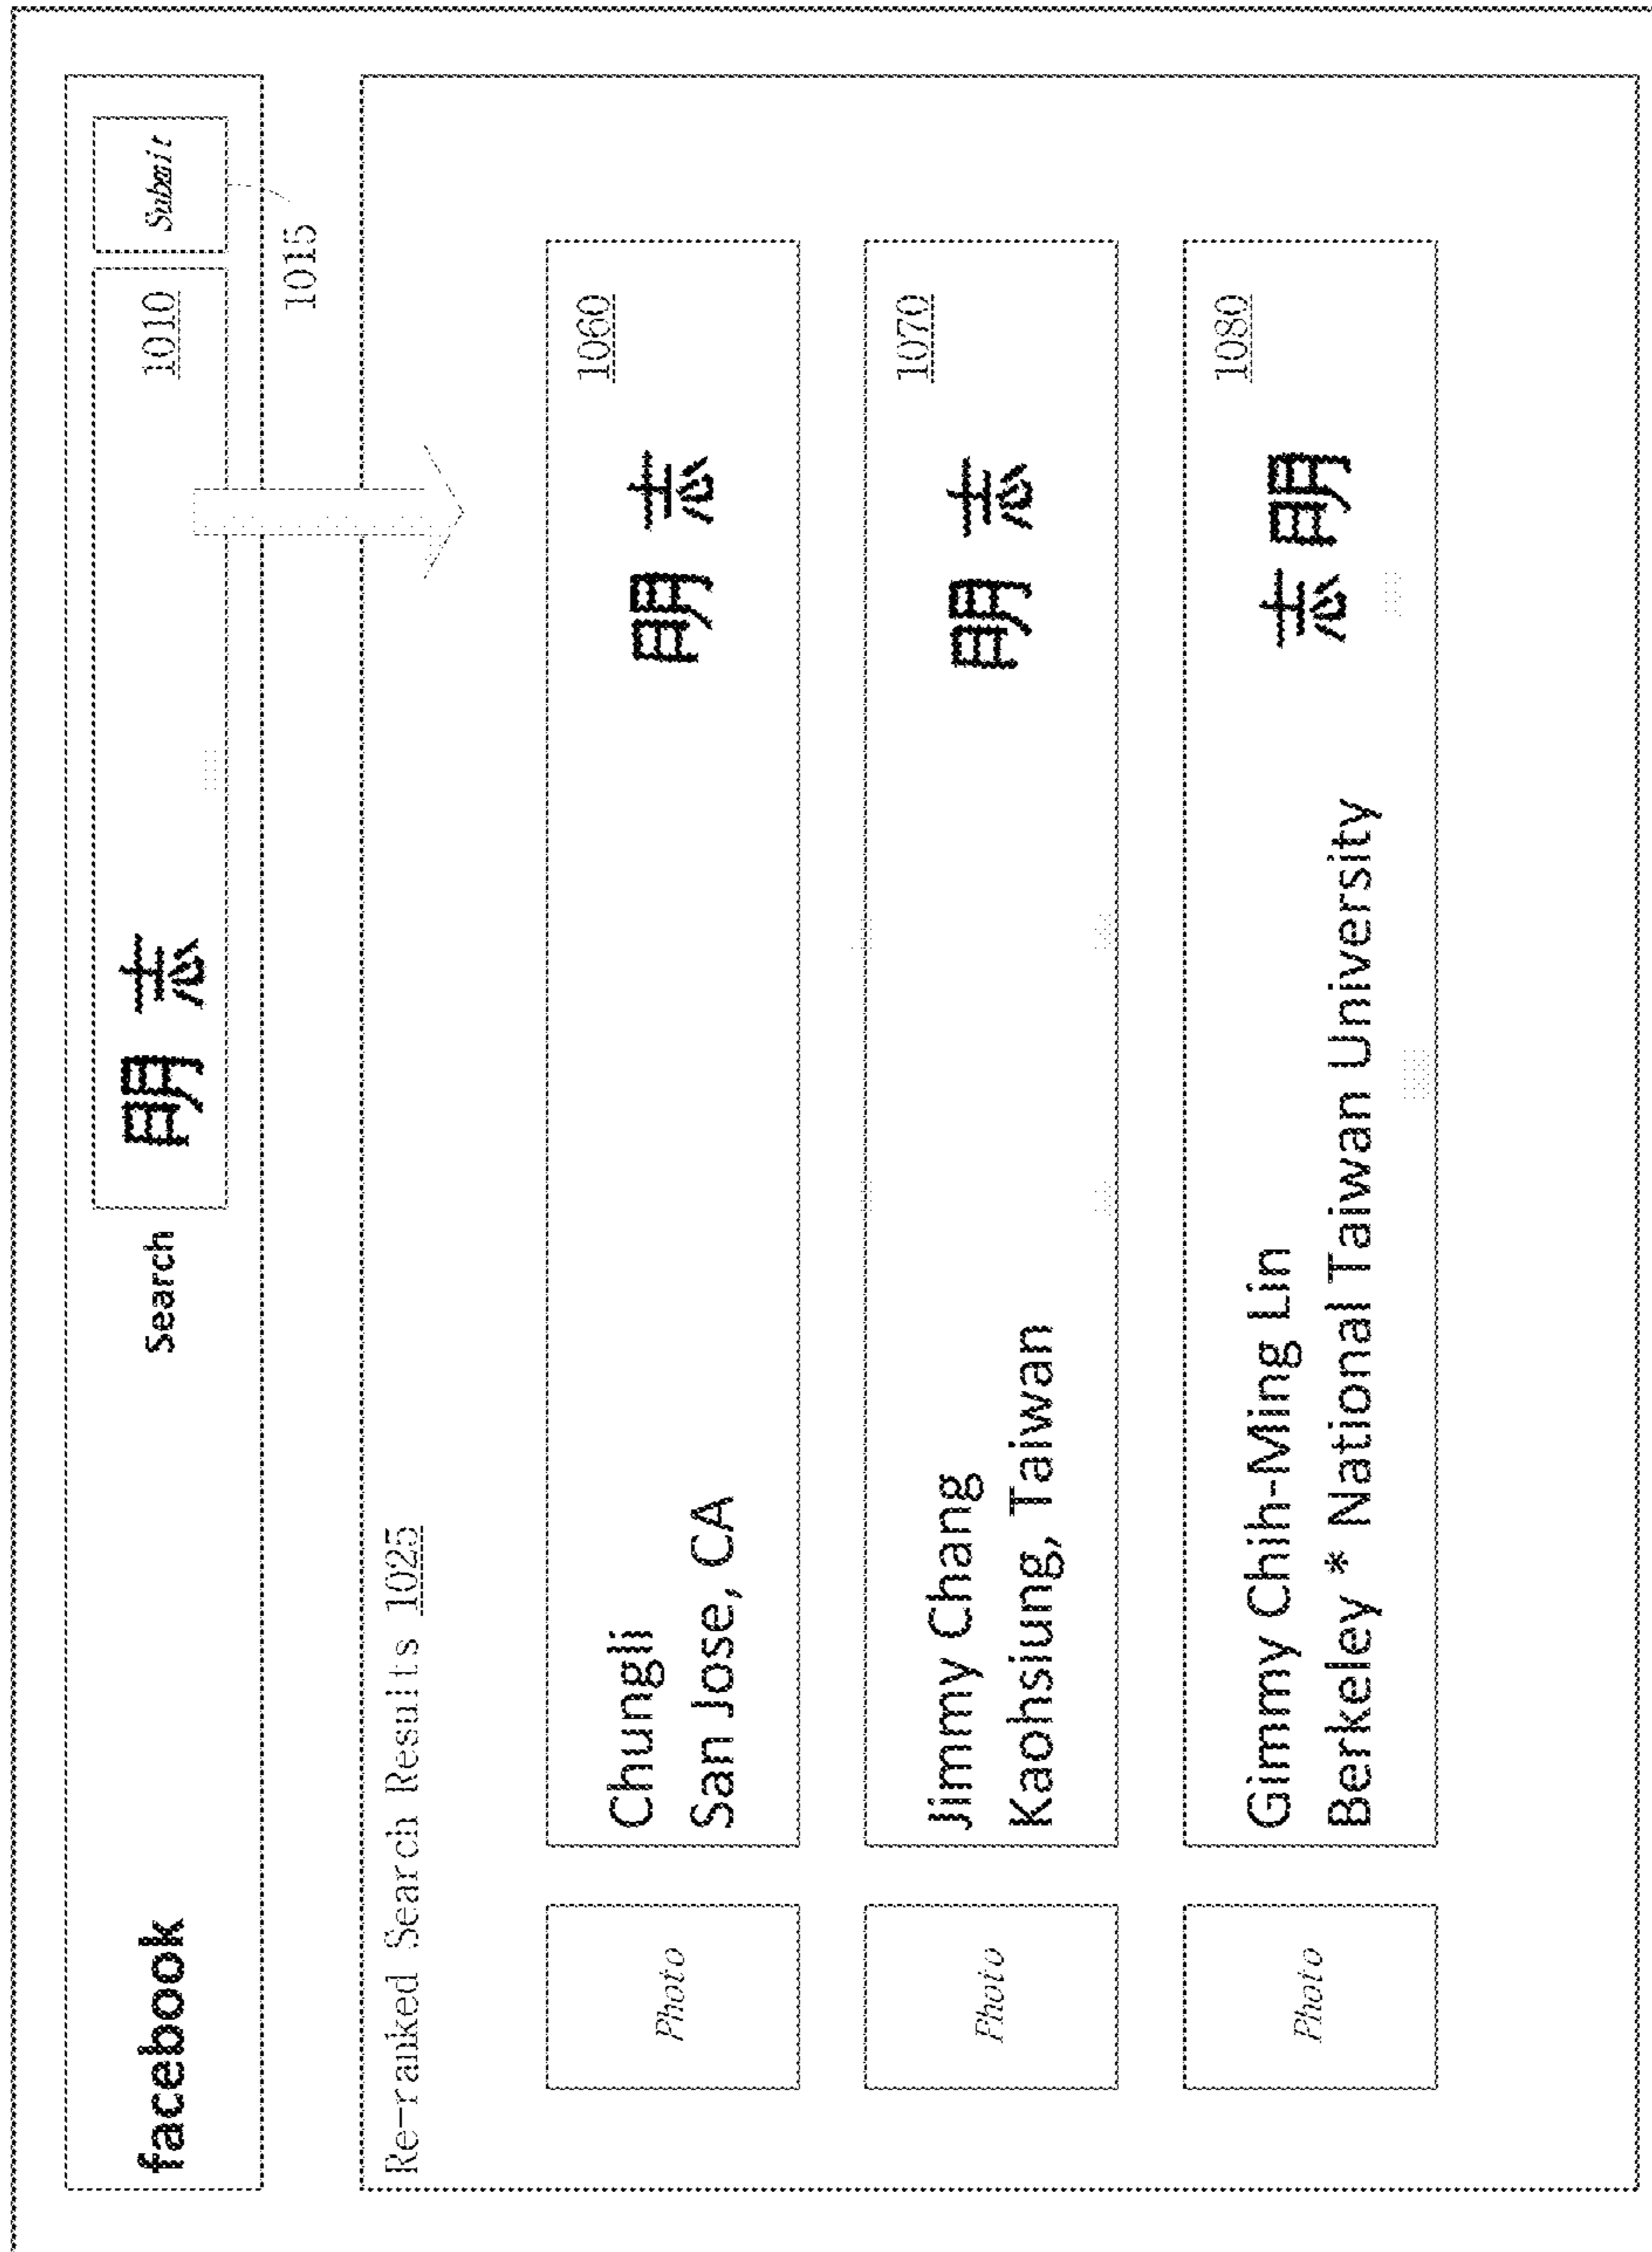 facebook Search 明 志 1010 Submit
1015
Re-ranked Search Results 1025
Photo Chungli 明 志 1060
San Jose, CA
Photo Jimmy Chang 明 志 1070
Kaohsiung, Taiwan
Photo Gimmy Chih-Ming Lin 志 明 1080
Berkeley * National Taiwan University